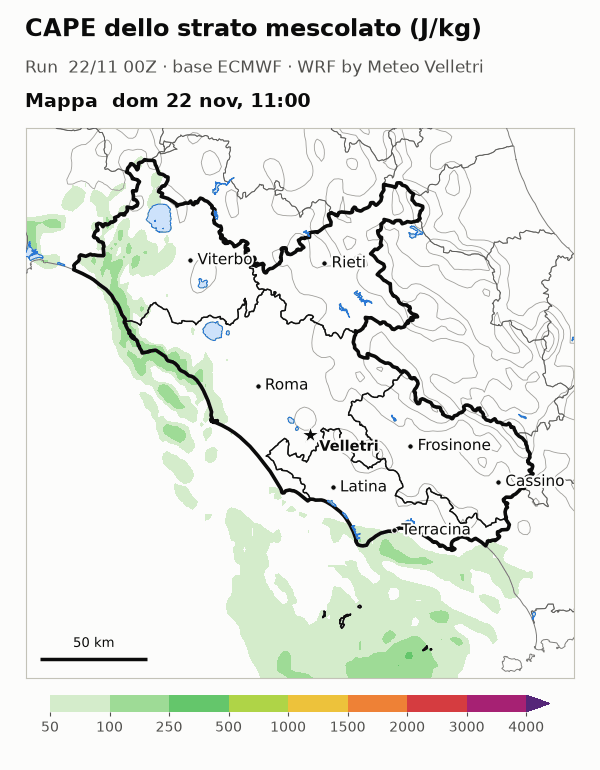 CAPE dello strato mescolato (J/kg)
Run  22/11 00Z · base ECMWF · WRF by Meteo Velletri
Mappa  dom 22 nov, 11:00
Viterbo
Rieti
Roma
Velletri
Frosinone
Cassino
Latina
Terracina
50 km
50 100 250 500 1000 1500 2000 3000 4000